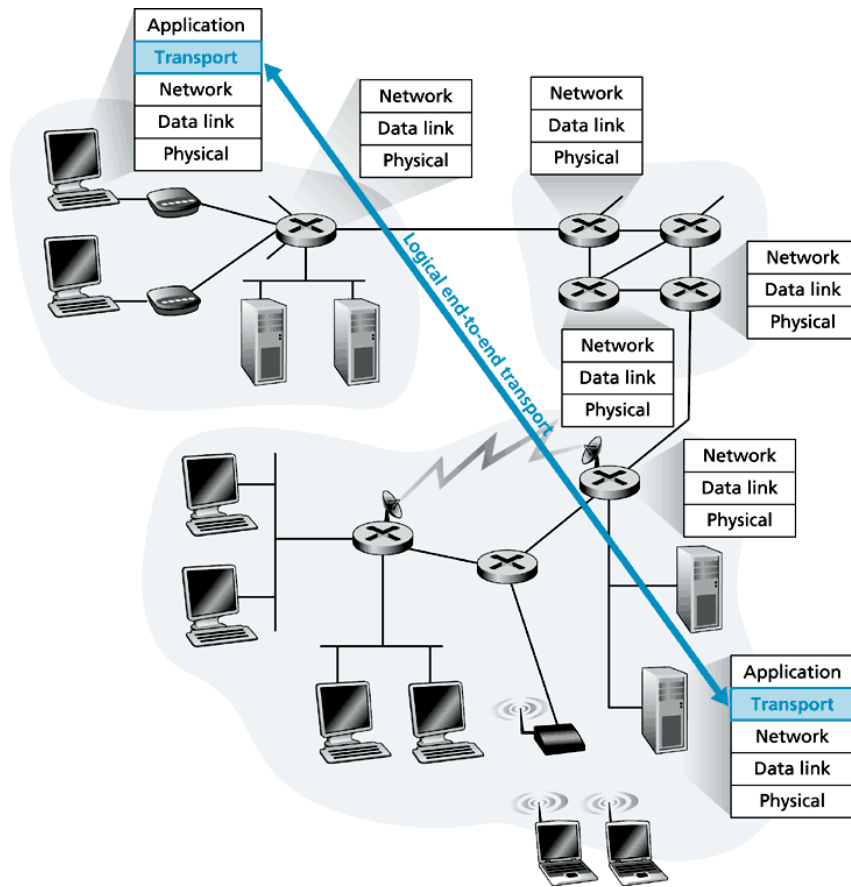 Application
Transport
Network
Data link
Physical
Network
Data link
Physical
Network
Data link
Physical
Network
Data link
Physical
Network
Data link
Physical
Logical end-to-end transport
Network
Data link
Physical
Application
Transport
Network
Data link
Physical